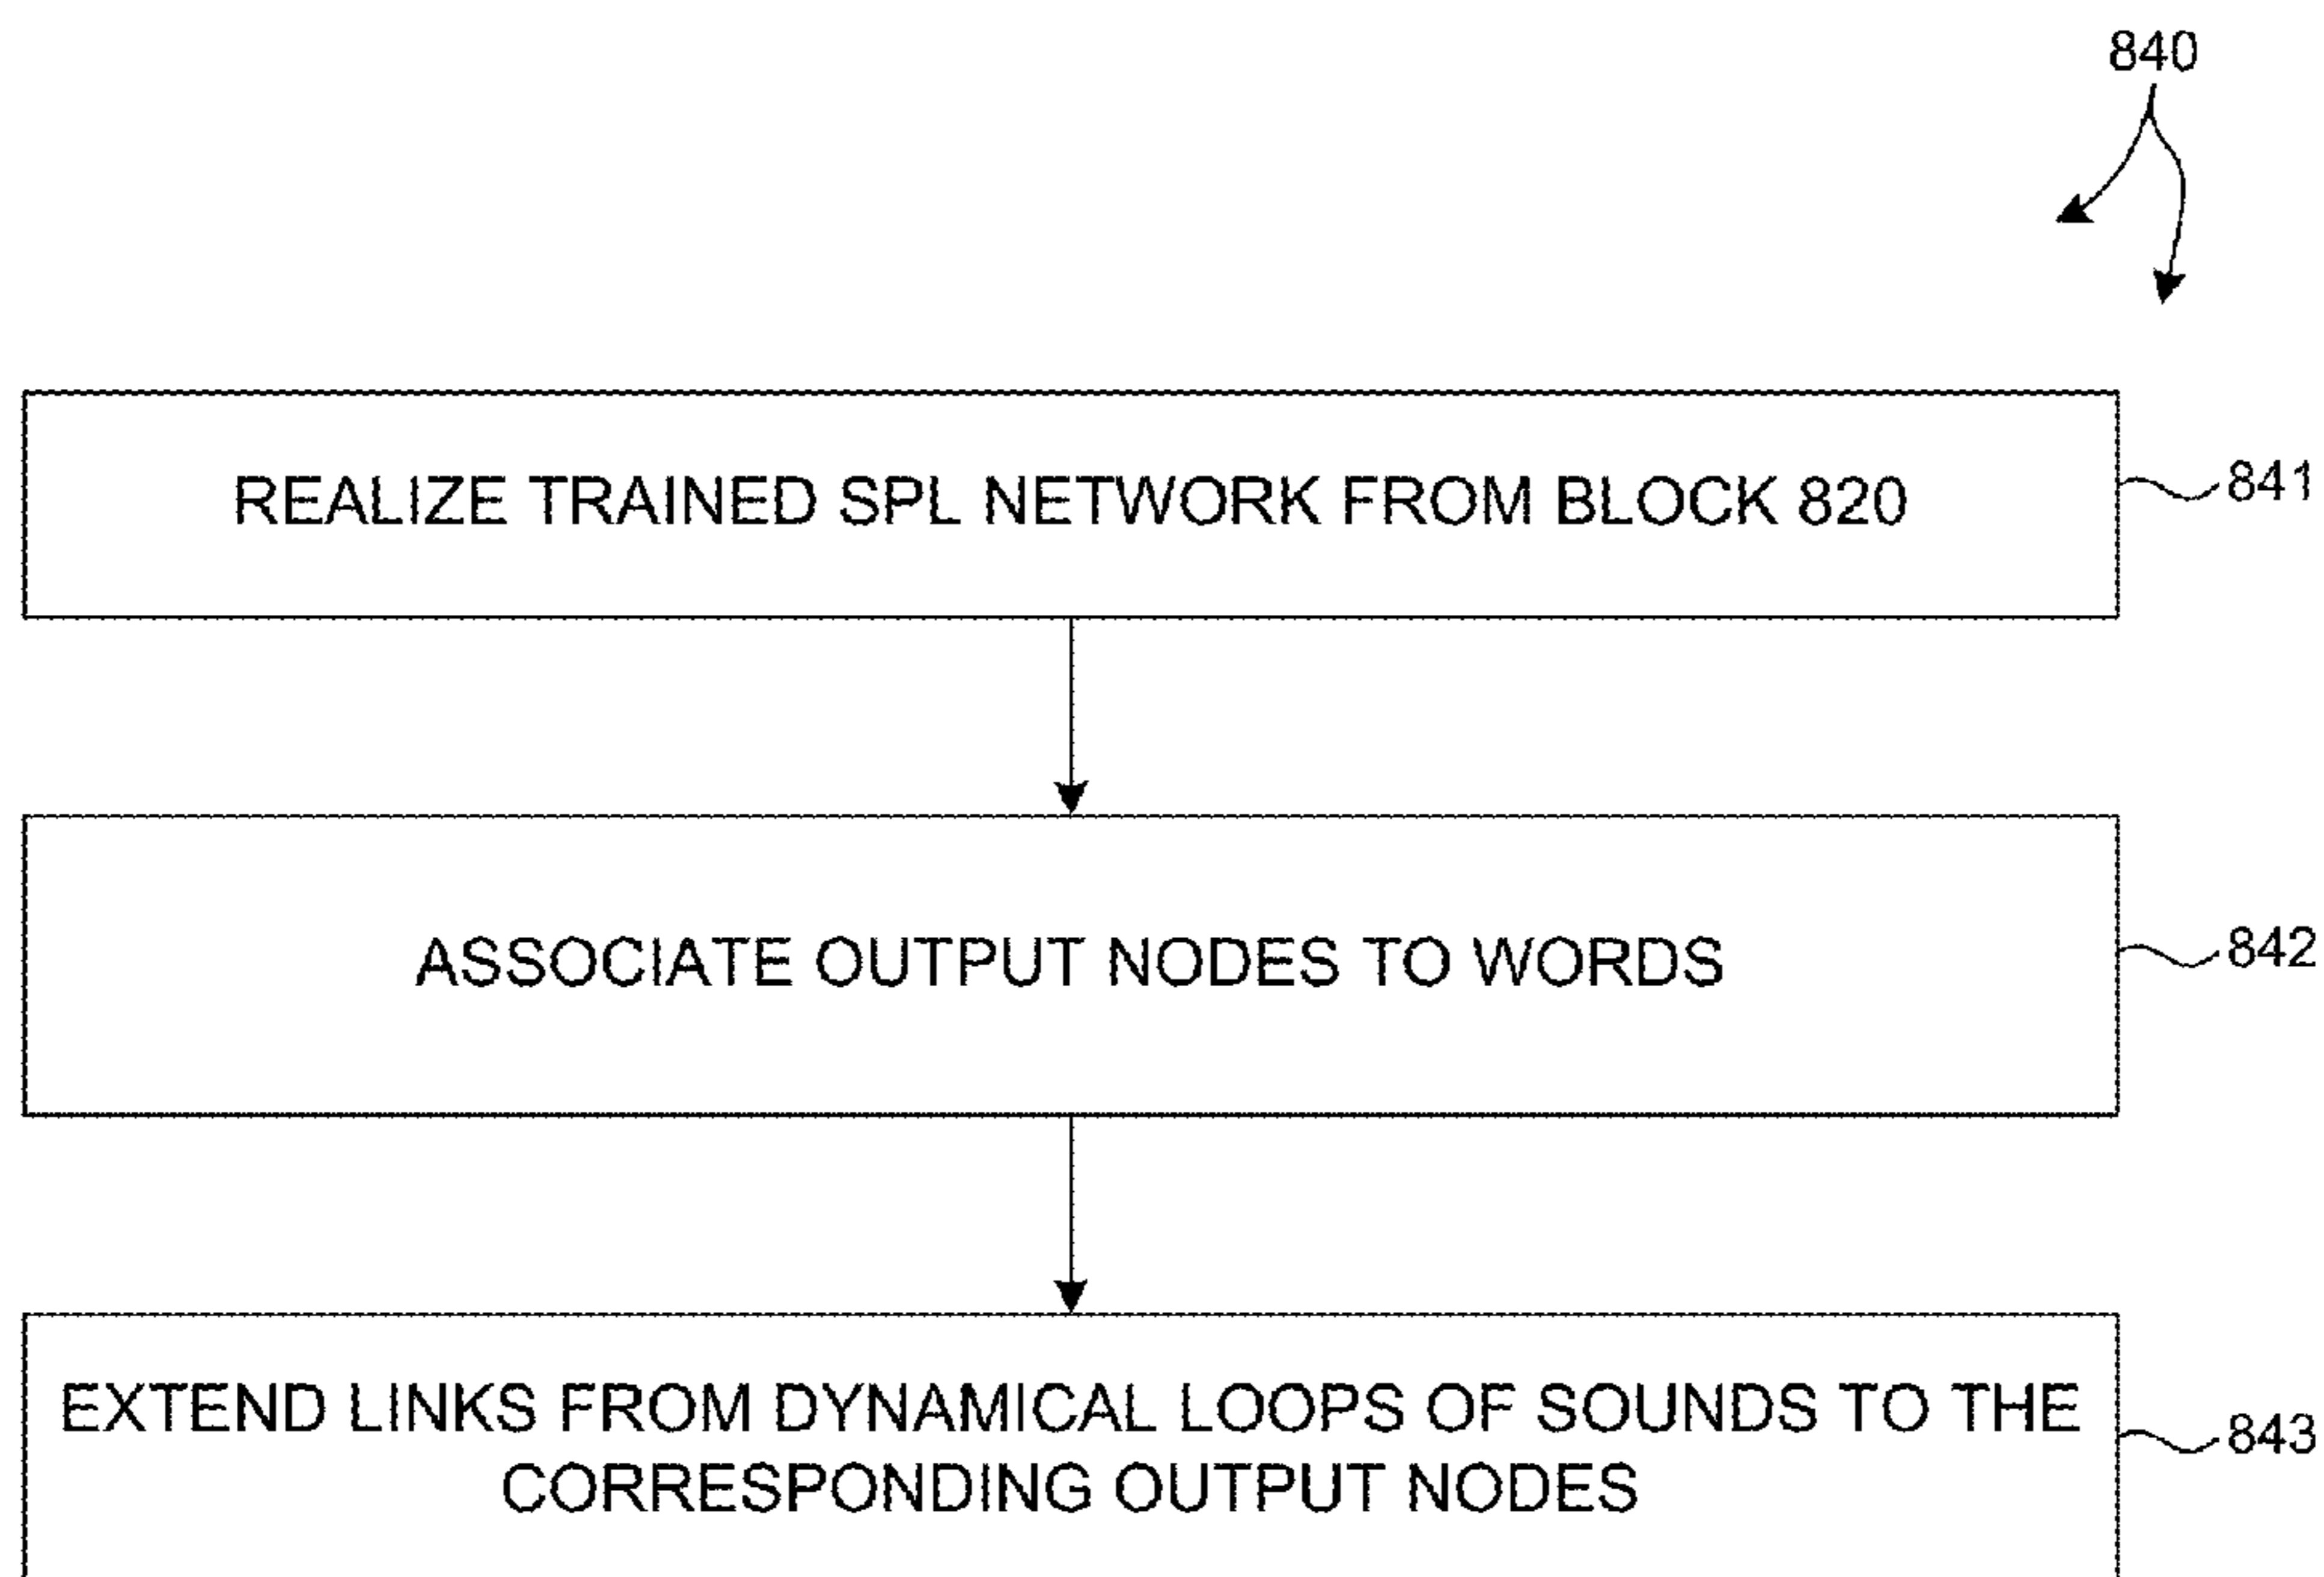 840
REALIZE TRAINED SPL NETWORK FROM BLOCK 820
841
ASSOCIATE OUTPUT NODES TO WORDS
842
EXTEND LINKS FROM DYNAMICAL LOOPS OF SOUNDS TO THE
CORRESPONDING OUTPUT NODES
843